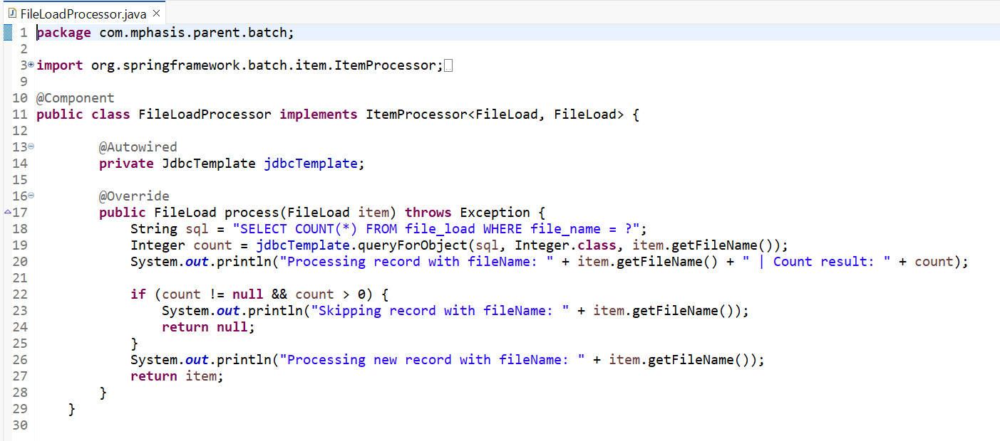 FileLoadProcessor.java
1 package com.mphasis.parent.batch;
2
3 import org.springframework.batch.item.ItemProcessor;
9
10 @Component
11 public class FileLoadProcessor implements ItemProcessor<FileLoad, FileLoad> {
12
13         @Autowired
14         private JdbcTemplate jdbcTemplate;
15
16         @Override
17         public FileLoad process(FileLoad item) throws Exception {
18             String sql = "SELECT COUNT(*) FROM file_load WHERE file_name = ?";
19             Integer count = jdbcTemplate.queryForObject(sql, Integer.class, item.getFileName());
20             System.out.println("Processing record with fileName: " + item.getFileName() + " | Count result: " + count);
21
22             if (count != null && count > 0) {
23                 System.out.println("Skipping record with fileName: " + item.getFileName());
24                 return null;
25             }
26             System.out.println("Processing new record with fileName: " + item.getFileName());
27             return item;
28         }
29     }
30